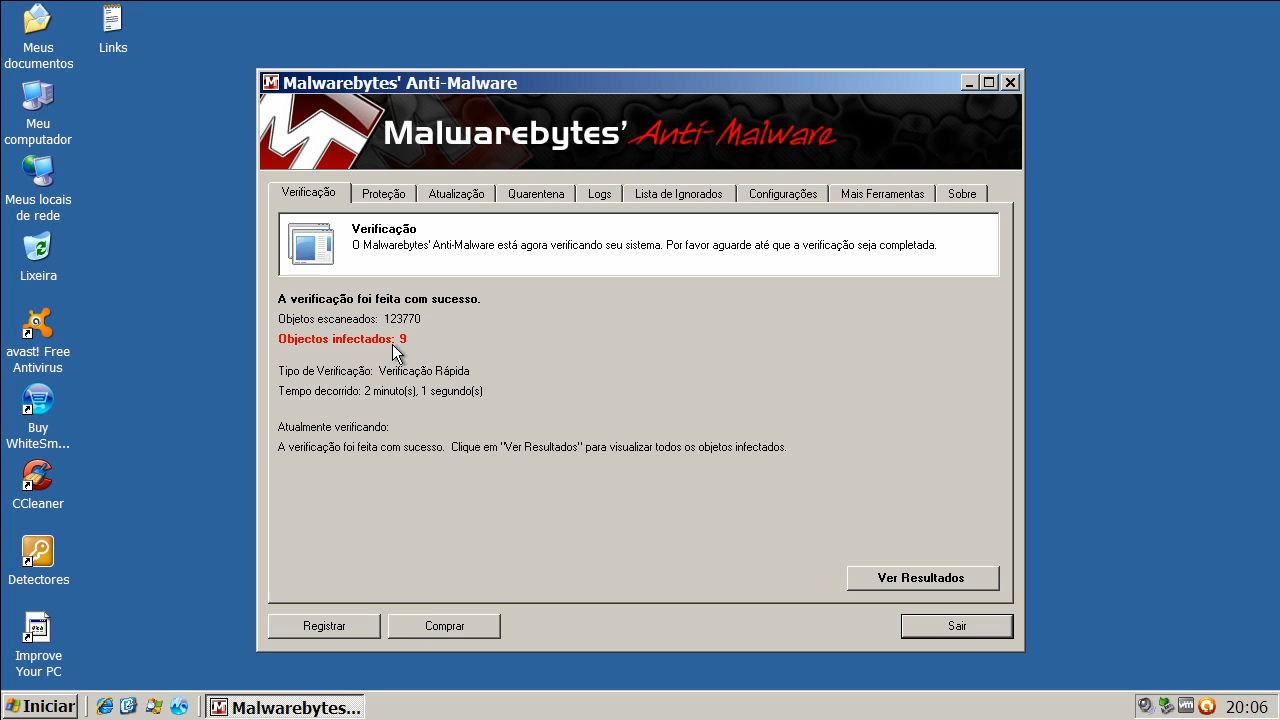 Meus
documentos
Links
Meu
computador
Meus locais
de rede
Lixeira
avast! Free
Antivirus
Buy
WhiteSm...
CCleaner
Detectores
Improve
Your PC
Malwarebytes' Anti-Malware
Malwarebytes' Anti-Malware
Verificação
Proteção
Atualização
Quarentena
Logs
Lista de Ignorados
Configurações
Mais Ferramentas
Sobre
Verificação
O Malwarebytes' Anti-Malware está agora verificando seu sistema. Por favor aguarde até que a verificação seja completada.
A verificação foi feita com sucesso.
Objetos escaneados: 123770
Objectos infectados: 9
Tipo de Verificação: Verificação Rápida
Tempo decorrido: 2 minuto(s), 1 segundo(s)
Atualmente verificando:
A verificação foi feita com sucesso. Clique em "Ver Resultados" para visualizar todos os objetos infectados.
Ver Resultados
Registrar
Comprar
Sair
Iniciar
Malwarebytes...
20:06